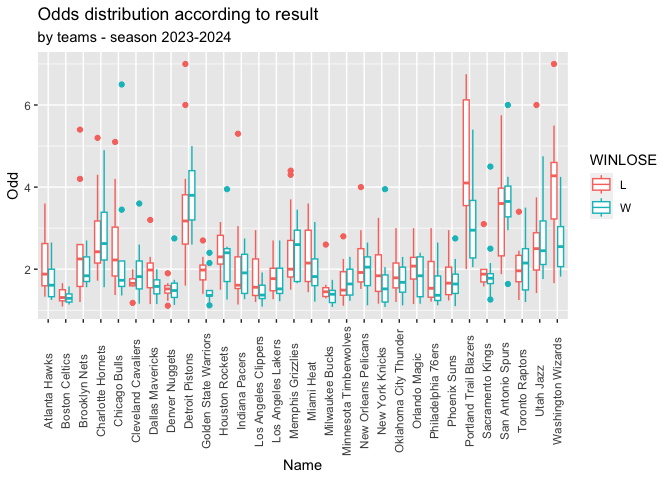 Odds distribution according to result
by teams - season 2023-2024
6
4
2
Odd
Atlanta Hawks
Boston Celtics
Brooklyn Nets
Charlotte Hornets
Chicago Bulls
Cleveland Cavaliers
Dallas Mavericks
Denver Nuggets
Detroit Pistons
Golden State Warriors
Houston Rockets
Indiana Pacers
Los Angeles Clippers
Los Angeles Lakers
Memphis Grizzlies
Miami Heat
Milwaukee Bucks
Minnesota Timberwolves
New Orleans Pelicans
New York Knicks
Oklahoma City Thunder
Orlando Magic
Philadelphia 76ers
Phoenix Suns
Portland Trail Blazers
Sacramento Kings
San Antonio Spurs
Toronto Raptors
Utah Jazz
Washington Wizards
Name
WINLOSE
L
W